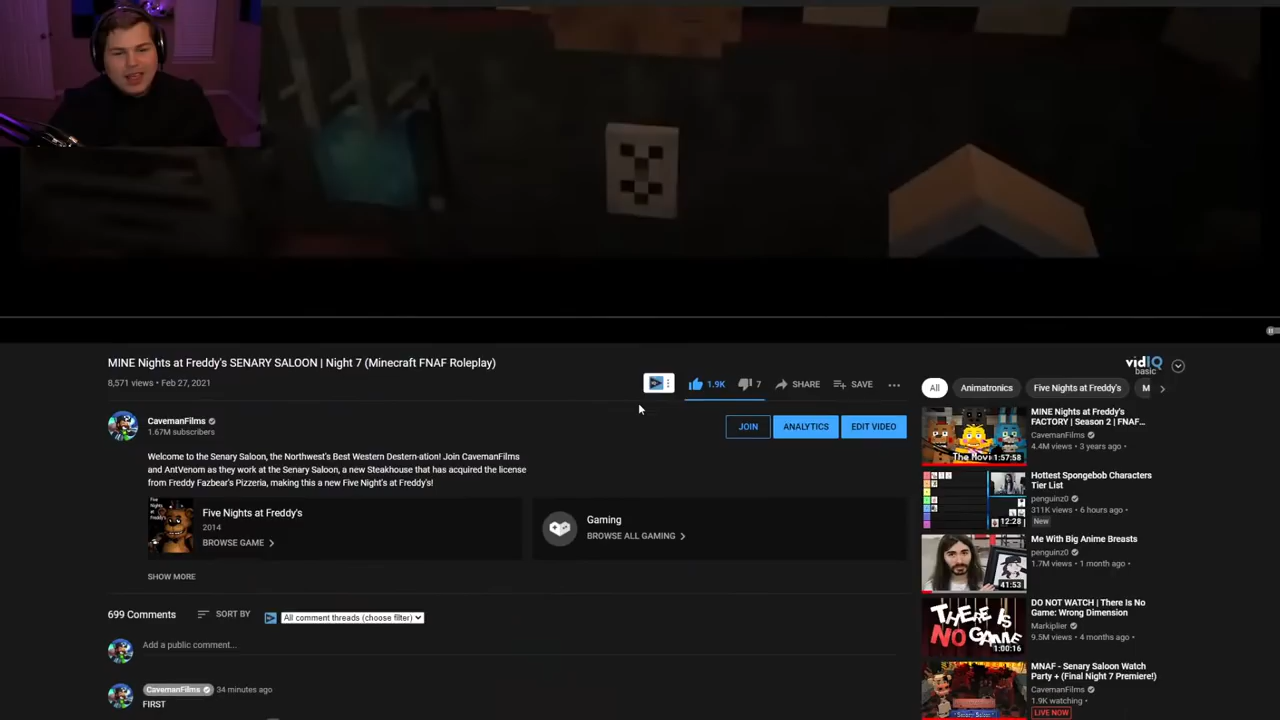 MINE Nights at Freddy's SENARY SALOON | Night 7 (Minecraft FNAF Roleplay)
8,571 views • Feb 27, 2021
1.9K
7
SHARE
SAVE
CavemanFilms
1.67M subscribers
JOIN
ANALYTICS
EDIT VIDEO
Welcome to the Senary Saloon, the Northwest's Best Western Destern-ation! Join CavemanFilms
and AntVenom as they work at the Senary Saloon, a new Steakhouse that has acquired the license
from Freddy Fazbear's Pizzeria, making this a new Five Night's at Freddy's!
Five Nights at Freddy's
2014
BROWSE GAME
Gaming
BROWSE ALL GAMING
SHOW MORE
699 Comments
SORT BY
All comment threads (choose filter)
Add a public comment...
CavemanFilms
34 minutes ago
FIRST
vidIQ
basic
All
Animatronics
Five Nights at Freddy's
M
The Movie
1:57:58
MINE Nights at Freddy's
FACTORY | Season 2 | FNAF...
CavemanFilms
4.4M views • 3 years ago
12:28
Hottest Spongebob Characters
Tier List
penguinz0
311K views • 6 hours ago
New
41:53
Me With Big Anime Breasts
penguinz0
1.7M views • 1 month ago
THERE IS
NO GAME
1:00:16
DO NOT WATCH | There Is No
Game: Wrong Dimension
Markiplier
9.5M views • 4 months ago
MNAF - Senary Saloon Watch
Party + (Final Night 7 Premiere!)
CavemanFilms
1.9K watching
LIVE NOW